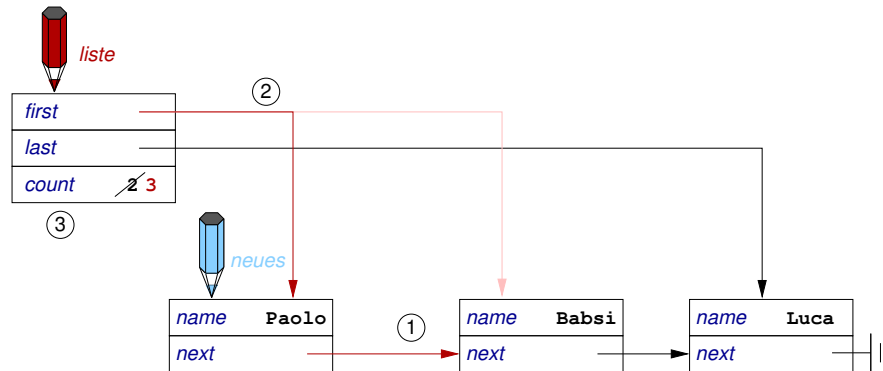 liste
2
first
last
count 2 3
3
neues
name Paolo
1
name Babsi
name Luca
next
next
next